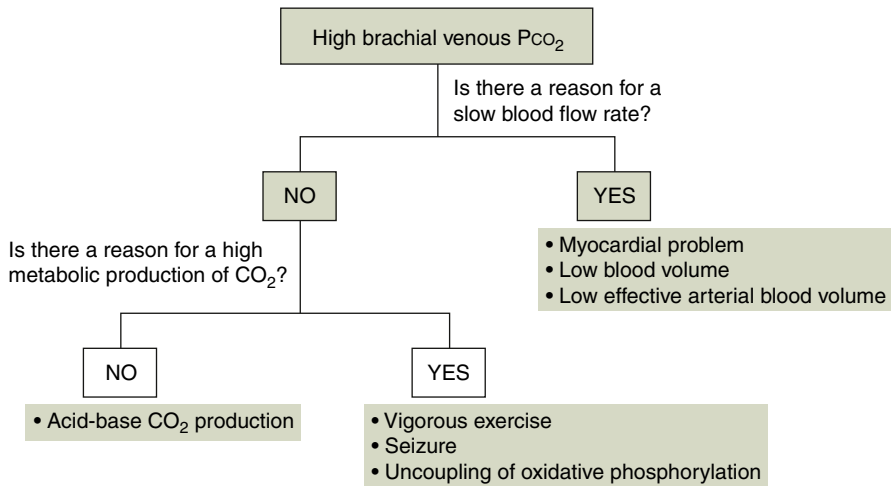 High brachial venous PCO₂
Is there a reason for a
slow blood flow rate?
NO
YES
• Myocardial problem
• Low blood volume
• Low effective arterial blood volume
Is there a reason for a high
metabolic production of CO₂?
NO
YES
• Acid-base CO₂ production
• Vigorous exercise
• Seizure
• Uncoupling of oxidative phosphorylation